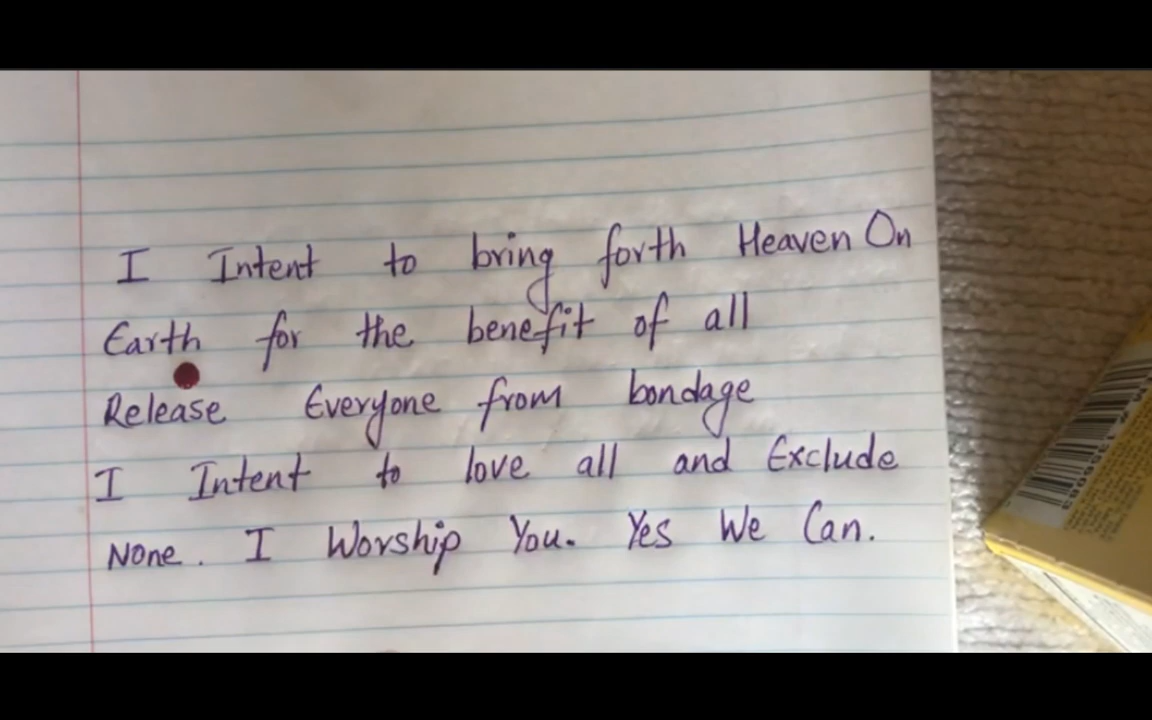 I Intent to bring forth Heaven On
Earth for the benefit of all
Release Everyone from bondage
I Intent to love all and Exclude
None. I Worship You. Yes We Can.